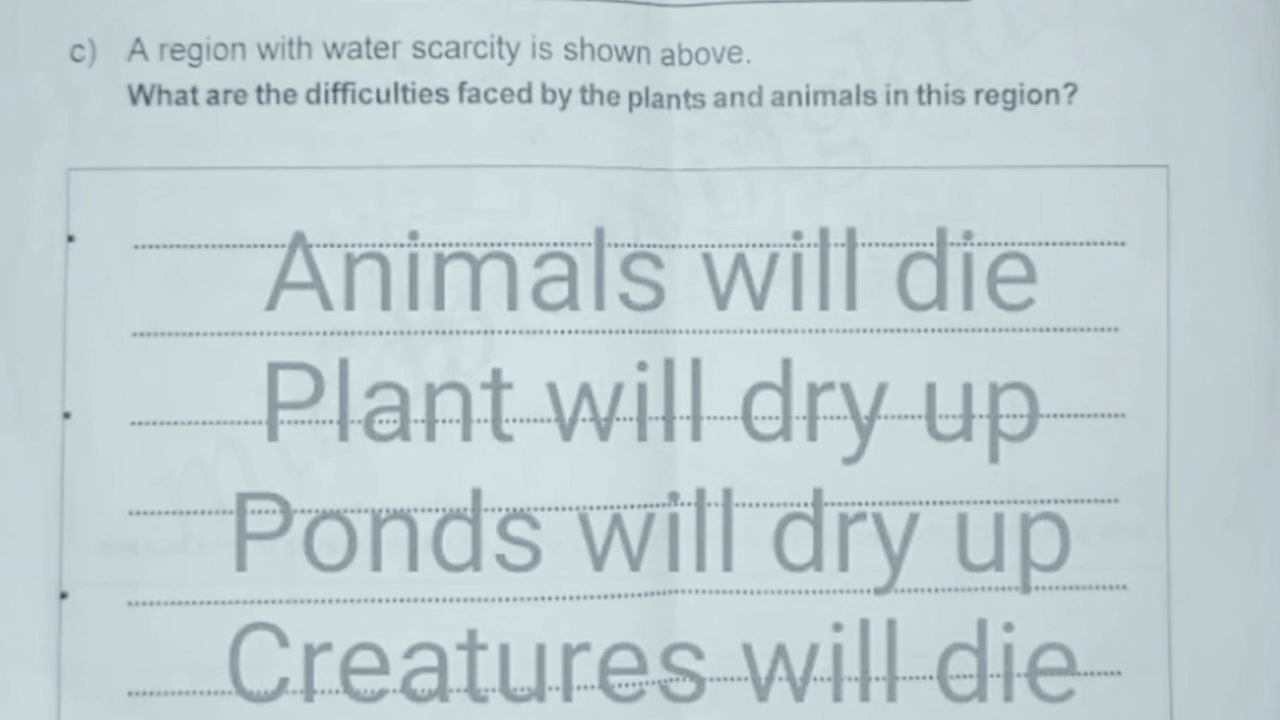 c) A region with water scarcity is shown above.
What are the difficulties faced by the plants and animals in this region?
Animals will die
Plant will dry up
Ponds will dry up
Creatures will die